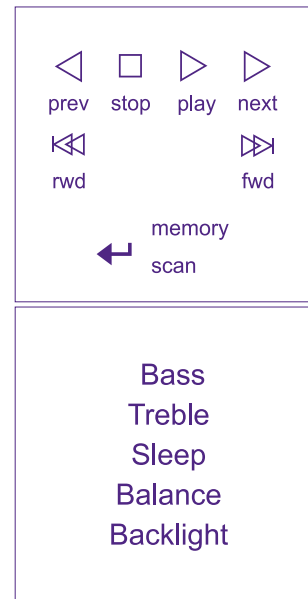 prev stop play next
rwd fwd
memory
scan
Bass
Treble
Sleep
Balance
Backlight